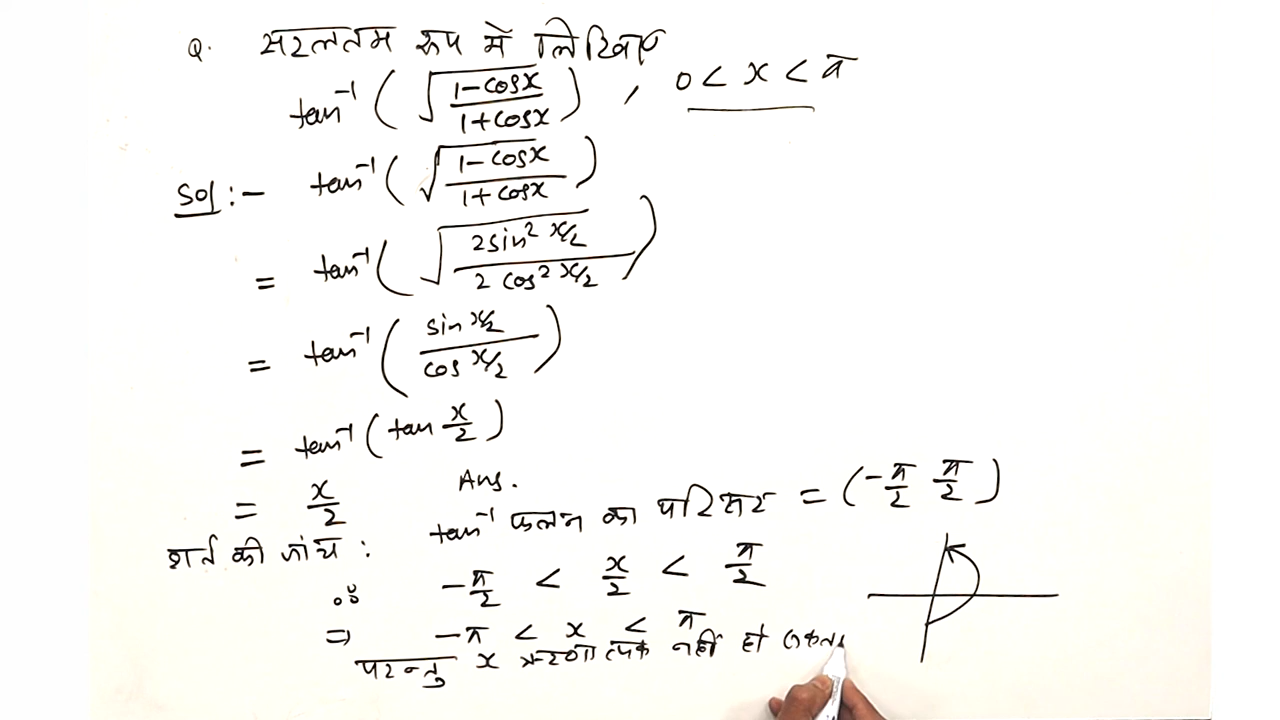 Q. सरलतम रूप में लिखिए
tan⁻¹ ( √((1-cosx)/(1+cosx)) ) , 0 < x < π
Sol :- tan⁻¹ ( √((1-cosx)/(1+cosx)) )
= tan⁻¹ ( √((2sin² x/2)/(2 cos² x/2)) )
= tan⁻¹ ( (sin x/2)/(cos x/2) )
= tan⁻¹ ( tan x/2 )
= x/2 Ans.
शर्त की जांच : tan⁻¹ फलन का परिसर = (-π/2 π/2)
∵ -π/2 < x/2 < π/2
⇒ -π < x < π
परन्तु x ऋणात्मक नहीं हो सकता